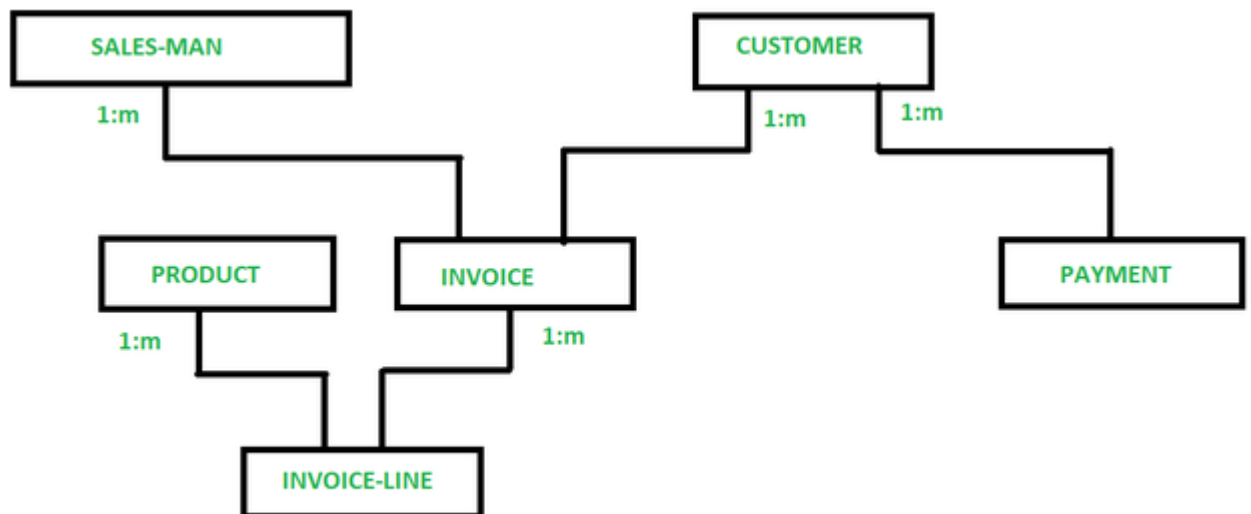 SALES-MAN
CUSTOMER
1:m
1:m
1:m
PRODUCT
INVOICE
PAYMENT
1:m
1:m
INVOICE-LINE